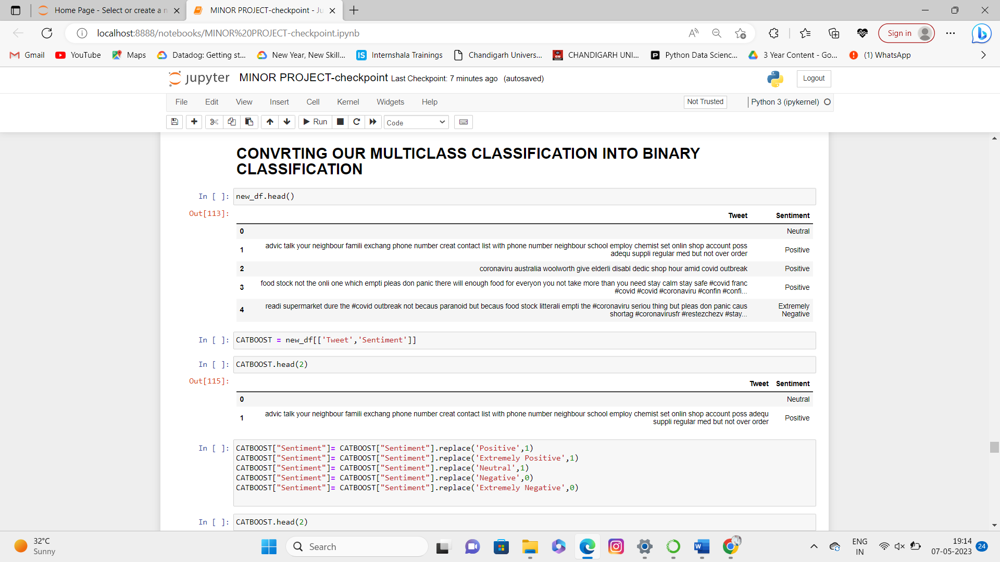 Home Page - Select or create a n
MINOR PROJECT-checkpoint - Ju
localhost:8888/notebooks/MINOR%20PROJECT-checkpoint.ipynb
Sign in
Gmail
YouTube
Maps
Datadog: Getting st...
New Year, New Skill...
IS
Internshala Trainings
Chandigarh Univers...
CHANDIGARH UNI...
Python Data Scienc...
3 Year Content - Go...
(1) WhatsApp
jupyter MINOR PROJECT-checkpoint Last Checkpoint: 7 minutes ago (autosaved)
Logout
File Edit View Insert Cell Kernel Widgets Help
Not Trusted
Python 3 (ipykernel)
Run
Code
CONVRTING OUR MULTICLASS CLASSIFICATION INTO BINARY
CLASSIFICATION
In [ ]: new_df.head()
Out[113]:
Tweet Sentiment
0 Neutral
1 advic talk your neighbour famili exchang phone number creat contact list with phone number neighbour school employ chemist set onlin shop account poss
adequ suppli regular med but not over order Positive
2 coronaviru australia woolworth give elderli disabl dedic shop hour amid covid outbreak Positive
3 food stock not the onli one which empti pleas don panic there will enough food for everyon you not take more than you need stay calm stay safe #covid franc
#covid #covid #coronaviru #confin #confi... Positive
4 readi supermarket dure the #covid outbreak not becaus paranoid but becaus food stock litterali empti the #coronaviru seriou thing but pleas don panic caus Extremely
shortag #coronavirusfr #restezchezv #stay... Negative
In [ ]: CATBOOST = new_df[['Tweet','Sentiment']]
In [ ]: CATBOOST.head(2)
Out[115]:
Tweet Sentiment
0 Neutral
1 advic talk your neighbour famili exchang phone number creat contact list with phone number neighbour school employ chemist set onlin shop account poss adequ
suppli regular med but not over order Positive
In [ ]: CATBOOST["Sentiment"]= CATBOOST["Sentiment"].replace('Positive',1)
CATBOOST["Sentiment"]= CATBOOST["Sentiment"].replace('Extremely Positive',1)
CATBOOST["Sentiment"]= CATBOOST["Sentiment"].replace('Neutral',1)
CATBOOST["Sentiment"]= CATBOOST["Sentiment"].replace('Negative',0)
CATBOOST["Sentiment"]= CATBOOST["Sentiment"].replace('Extremely Negative',0)
In [ ]: CATBOOST.head(2)
32°C
Sunny
Search
ENG
IN
19:14
07-05-2023
24